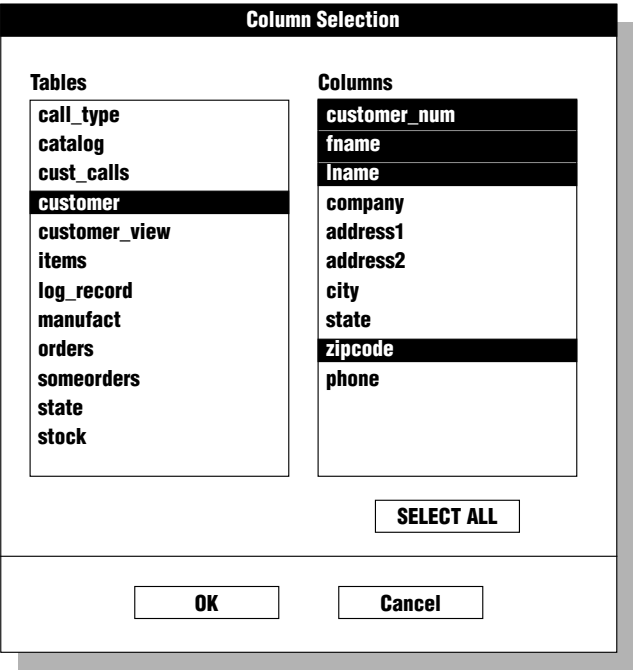 Column Selection
Tables
call_type
catalog
cust_calls
customer
customer_view
items
log_record
manufact
orders
someorders
state
stock
Columns
customer_num
fname
lname
company
address1
address2
city
state
zipcode
phone
SELECT ALL
OK
Cancel